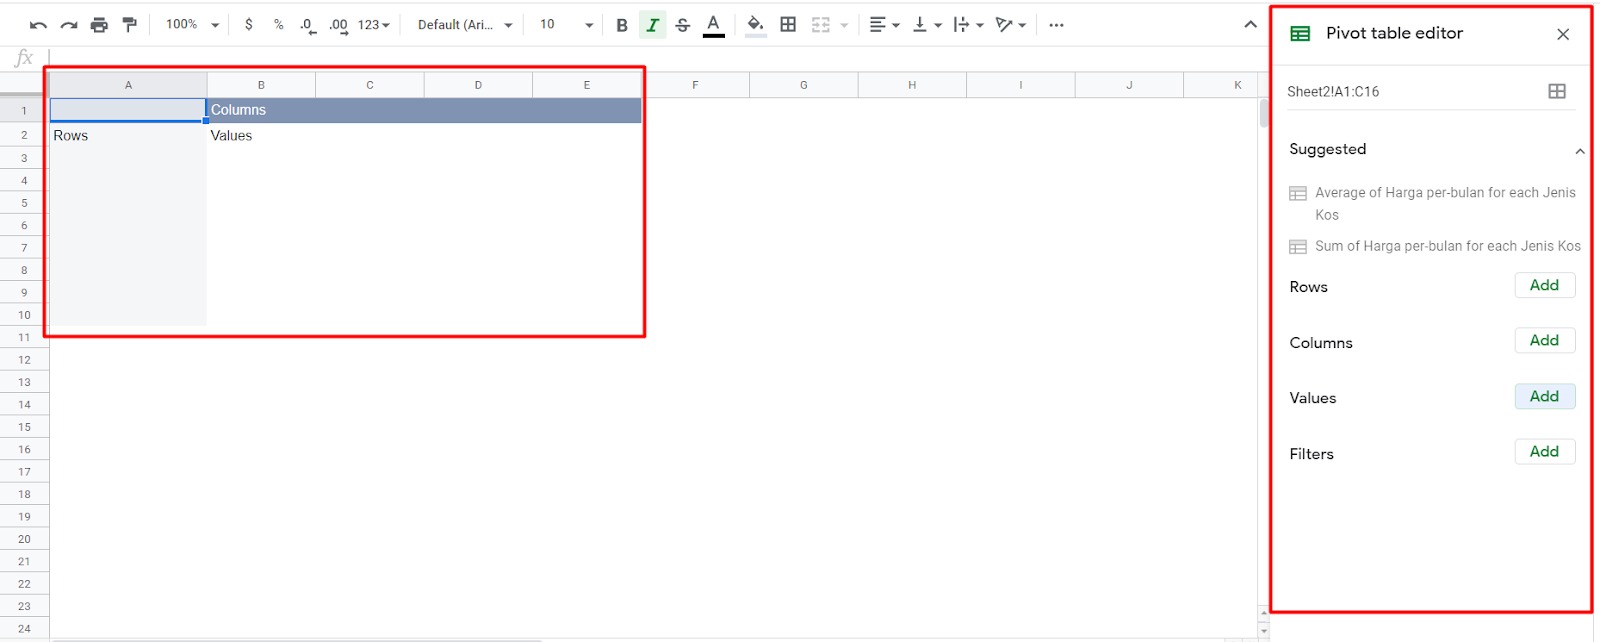 100% $ % .0 .00 123 Default (Ari... 10 B I S A ...
fx
A B C D E F G H I J K
1 Columns
2 Rows Values
3
4
5
6
7
8
9
10
11
12
13
14
15
16
17
18
19
20
21
22
23
24
Pivot table editor
Sheet2!A1:C16
Suggested
Average of Harga per-bulan for each Jenis
Kos
Sum of Harga per-bulan for each Jenis Kos
Rows Add
Columns Add
Values Add
Filters Add